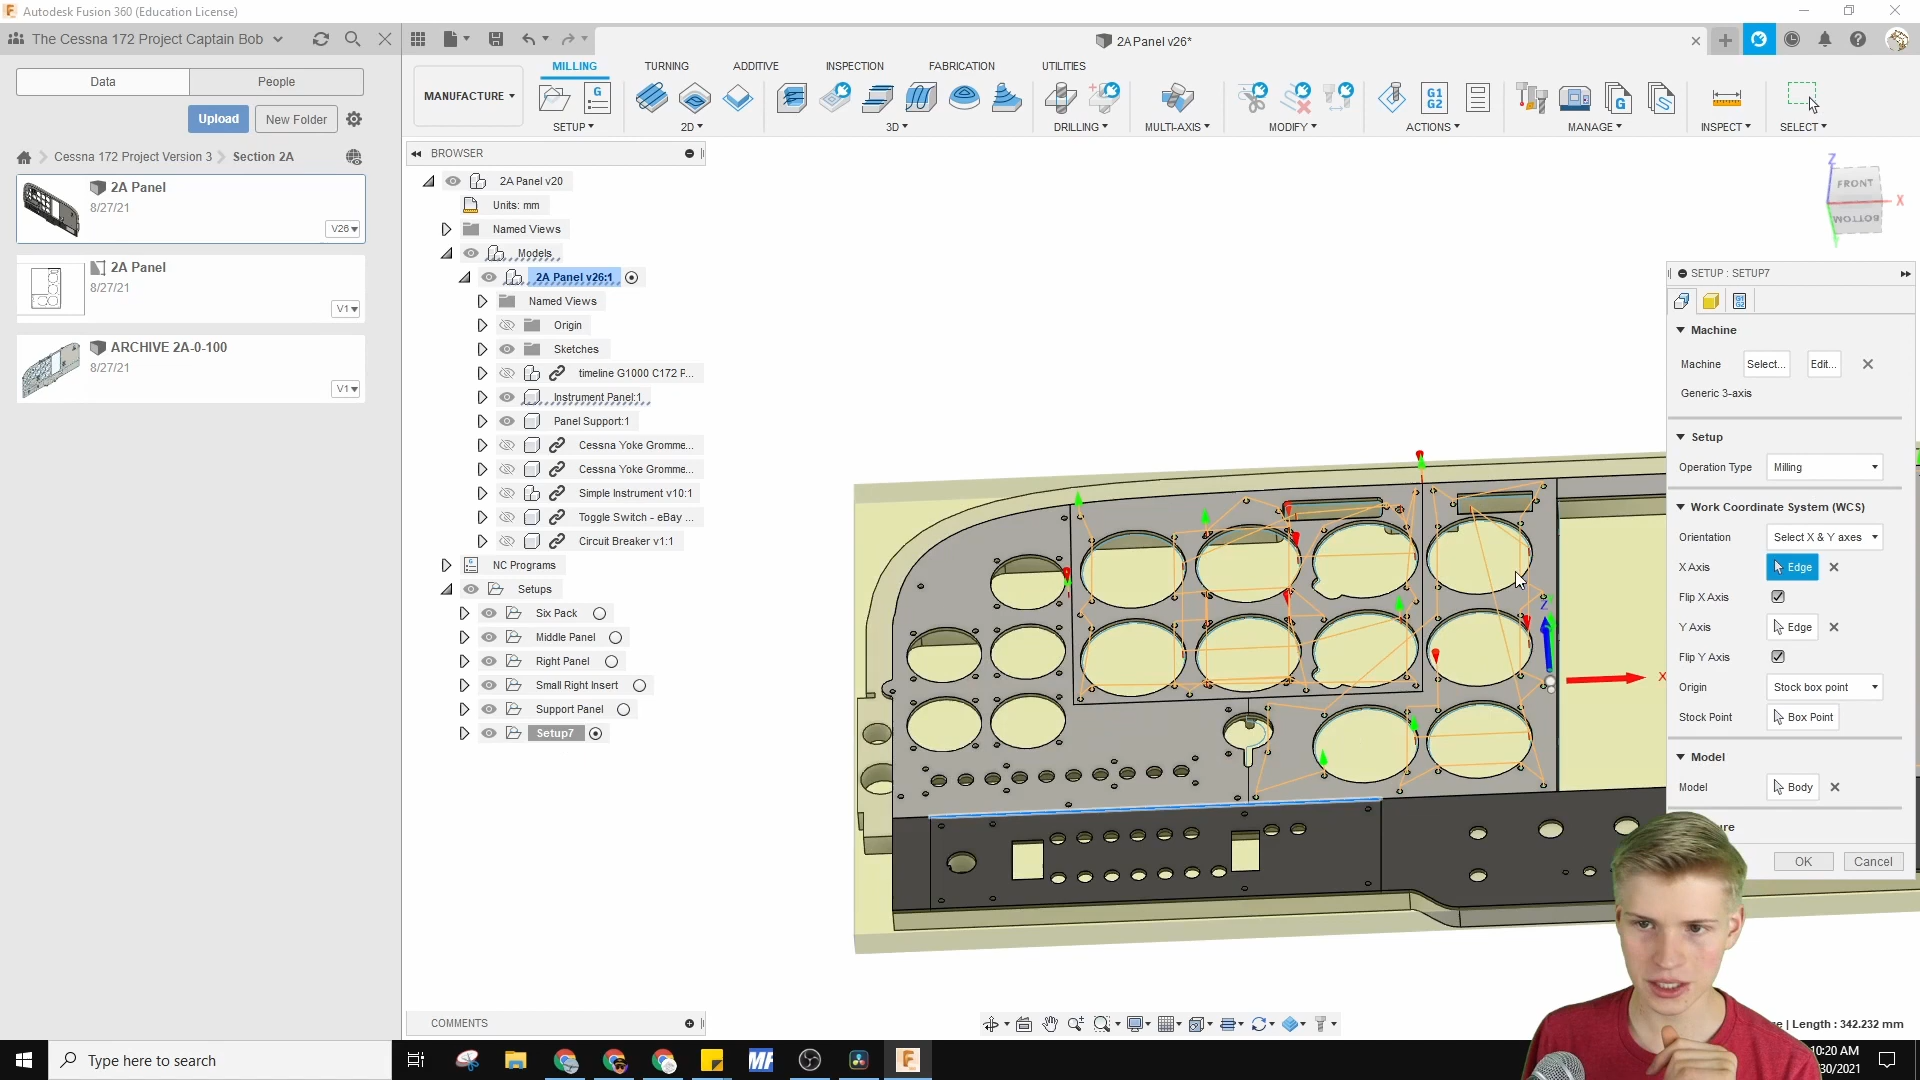 Autodesk Fusion 360 (Education License)
The Cessna 172 Project Captain Bob
2A Panel v26*
Data
People
Upload
New Folder
Cessna 172 Project Version 3
Section 2A
2A Panel
8/27/21
V26
2A Panel
8/27/21
V1
ARCHIVE 2A-0-100
8/27/21
V1
MILLING
TURNING
ADDITIVE
INSPECTION
FABRICATION
UTILITIES
MANUFACTURE
SETUP
2D
3D
DRILLING
MULTI-AXIS
MODIFY
ACTIONS
MANAGE
INSPECT
SELECT
G
G1
G2
G
BROWSER
2A Panel v20
Units: mm
Named Views
Models
2A Panel v26:1
Named Views
Origin
Sketches
timeline G1000 C172 P...
Instrument Panel:1
Panel Support:1
Cessna Yoke Gromme...
Cessna Yoke Gromme...
Simple Instrument v10:1
Toggle Switch - eBay ...
Circuit Breaker v1:1
NC Programs
Setups
Six Pack
Middle Panel
Right Panel
Small Right Insert
Support Panel
Setup7
COMMENTS
Z
FRONT
BOTTOM
X
Z
X
SETUP : SETUP7
Machine
Machine
Select...
Edit...
Generic 3-axis
Setup
Operation Type
Milling
Work Coordinate System (WCS)
Orientation
Select X & Y axes
X Axis
Edge
Flip X Axis
Y Axis
Edge
Flip Y Axis
Origin
Stock box point
Stock Point
Box Point
Model
Model
Body
OK
Cancel
| Length : 342.232 mm
Type here to search
MF
F
10:20 AM
30/2021